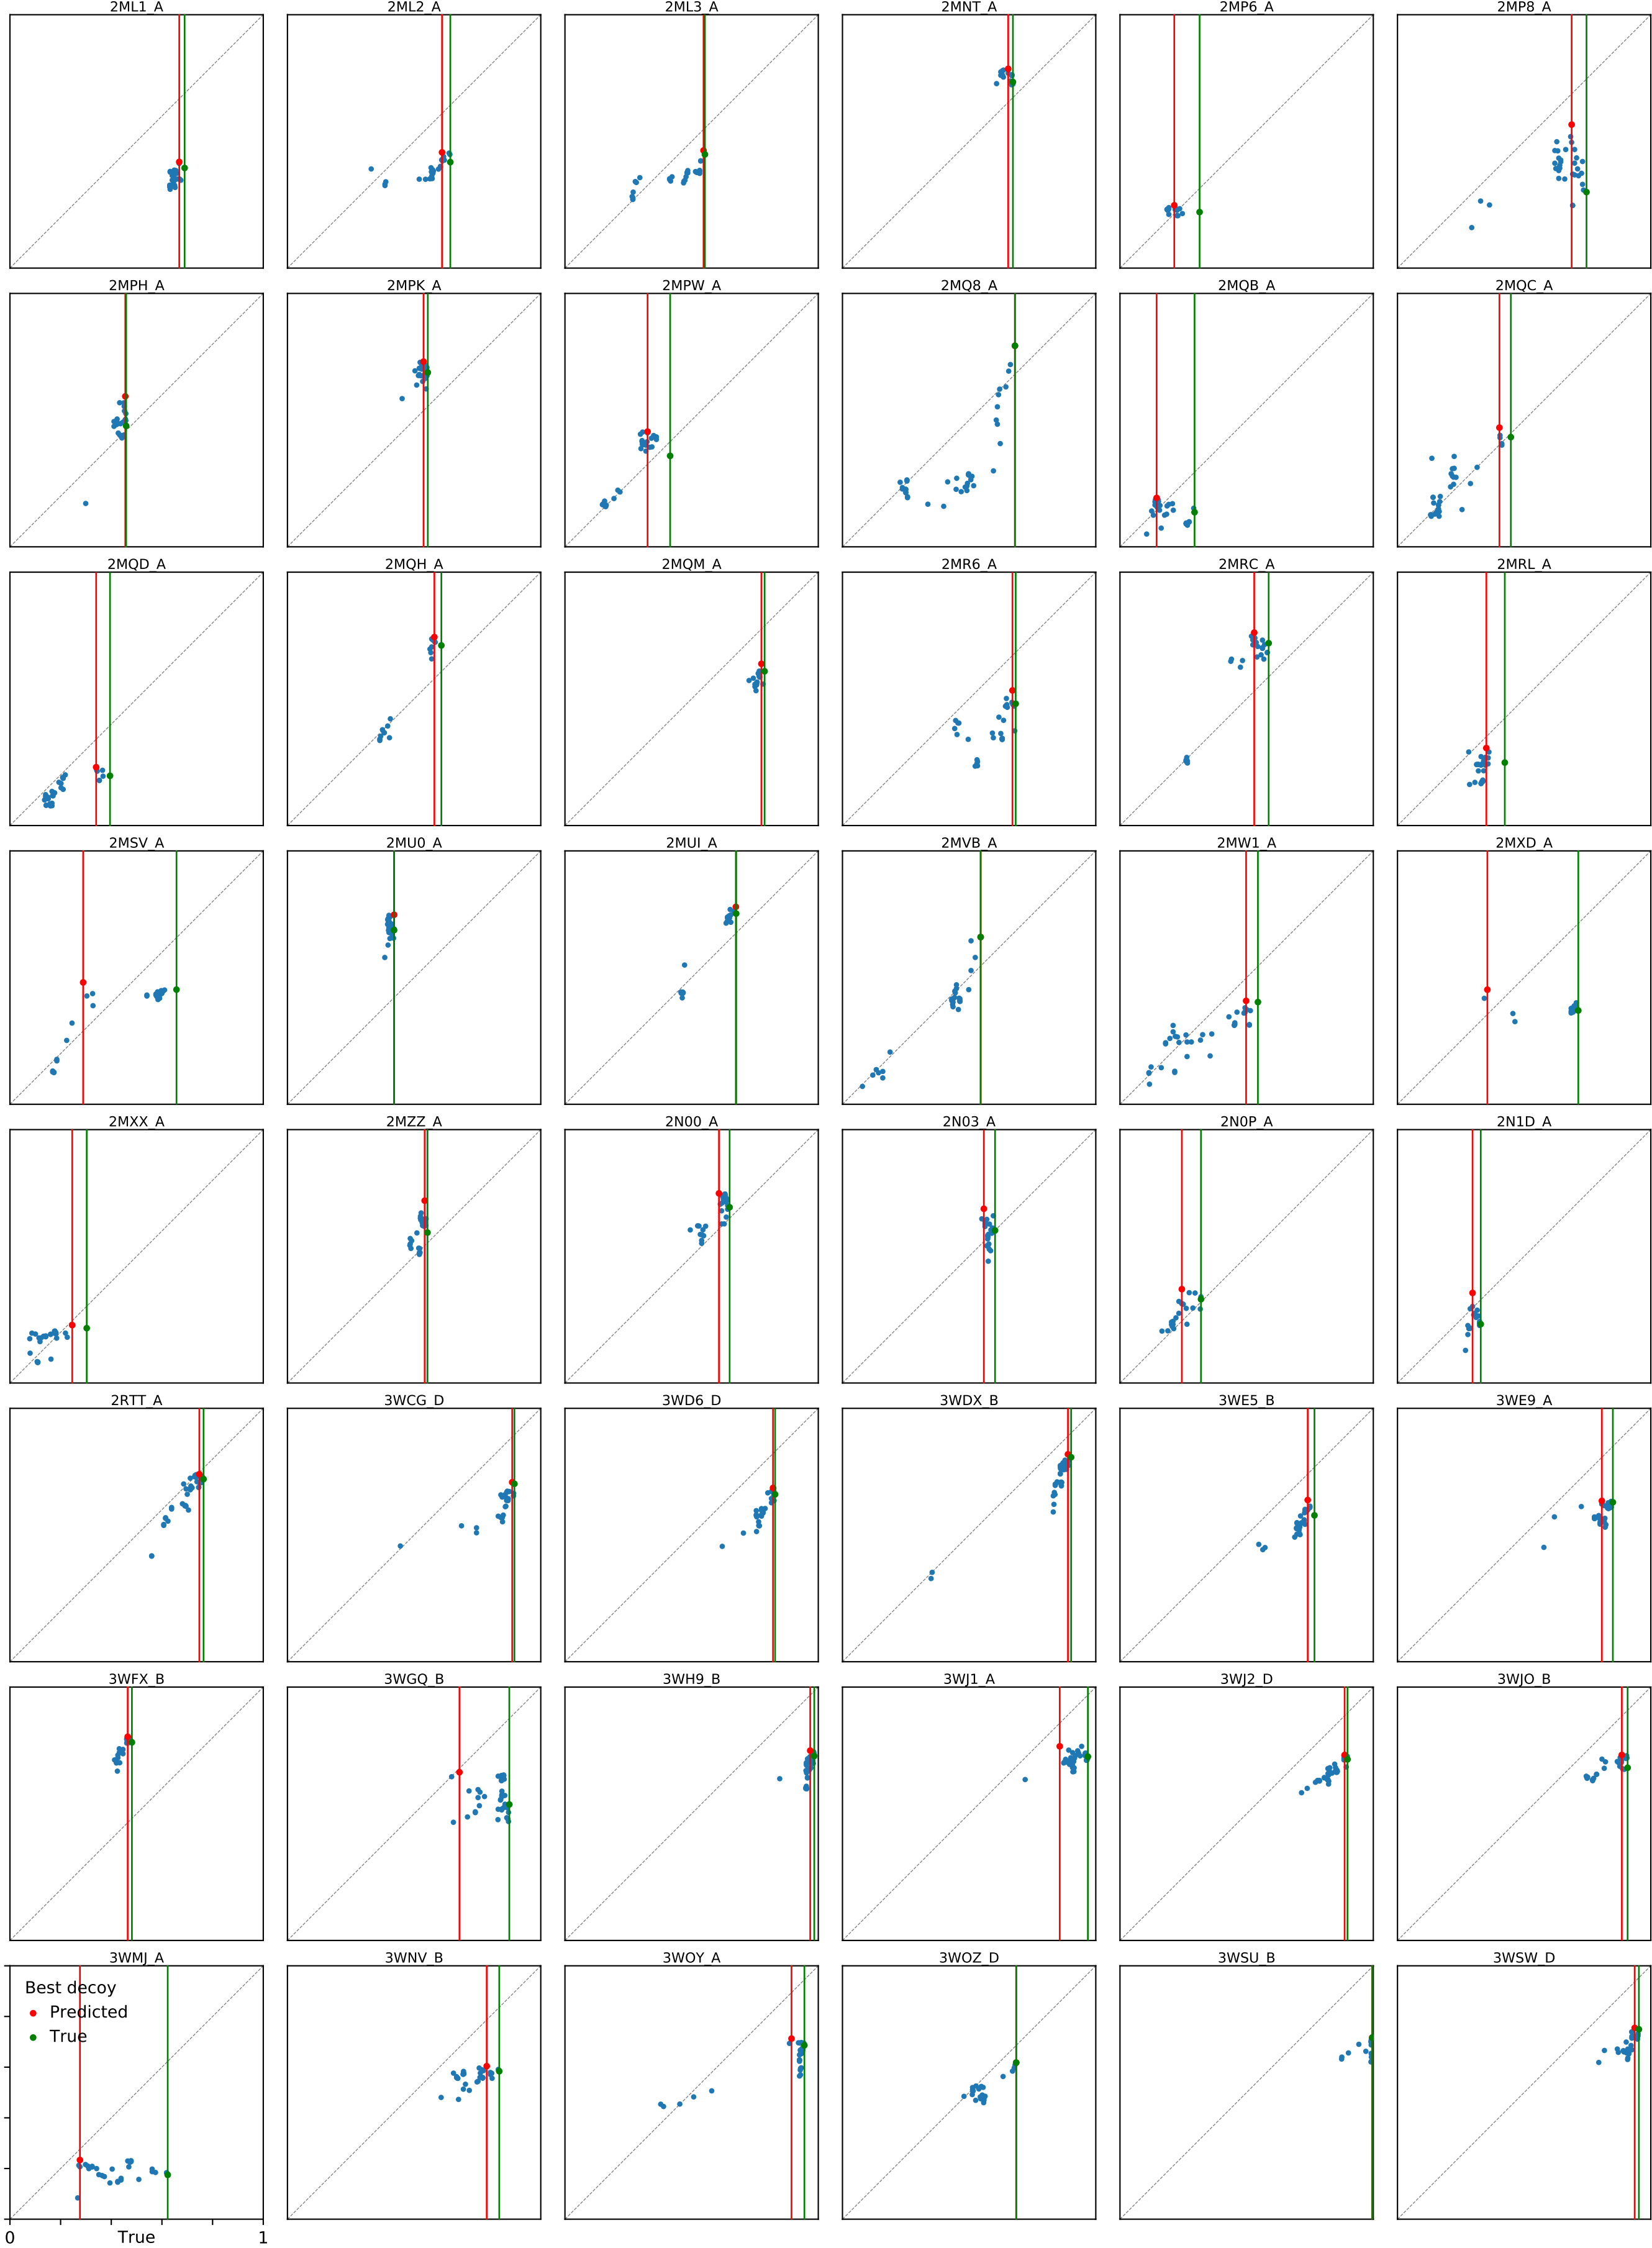 2ML1_A
2ML2_A
2ML3_A
2MNT_A
2MP6_A
2MP8_A
2MPH_A
2MPK_A
2MPW_A
2MQ8_A
2MQB_A
2MQC_A
2MQD_A
2MQH_A
2MQM_A
2MR6_A
2MRC_A
2MRL_A
2MSV_A
2MU0_A
2MUI_A
2MVB_A
2MW1_A
2MXD_A
2MXX_A
2MZZ_A
2N00_A
2N03_A
2N0P_A
2N1D_A
2RTT_A
3WCG_D
3WD6_D
3WDX_B
3WE5_B
3WE9_A
3WFX_B
3WGQ_B
3WH9_B
3WJ1_A
3WJ2_D
3WJO_B
3WMJ_A
3WNV_B
3WOY_A
3WOZ_D
3WSU_B
3WSW_D
Best decoy
Predicted
True
0
True
1